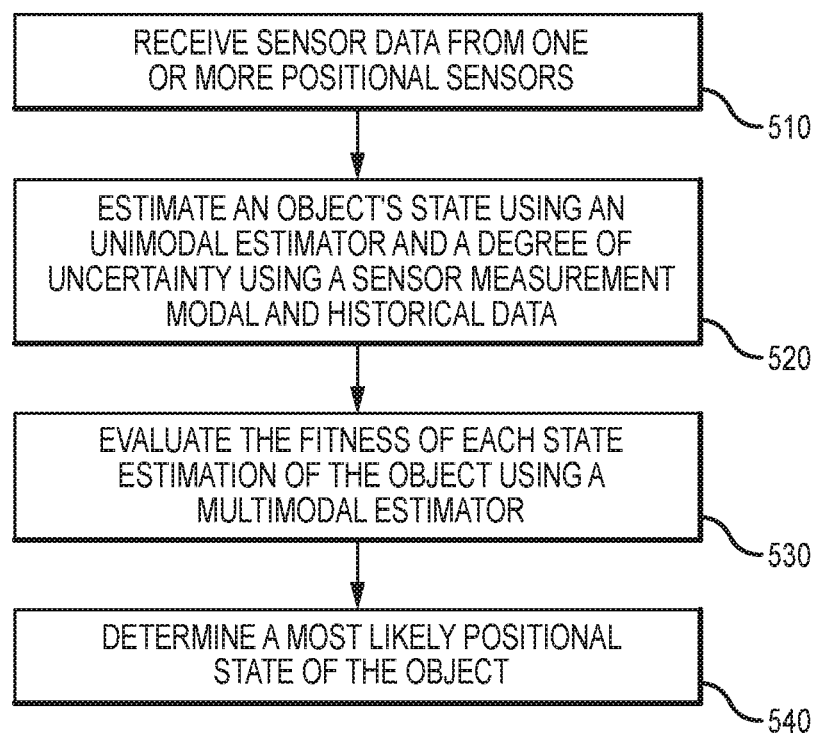 RECEIVE SENSOR DATA FROM ONE
OR MORE POSITIONAL SENSORS
510
ESTIMATE AN OBJECT'S STATE USING AN
UNIMODAL ESTIMATOR AND A DEGREE OF
UNCERTAINTY USING A SENSOR MEASUREMENT
MODAL AND HISTORICAL DATA
520
EVALUATE THE FITNESS OF EACH STATE
ESTIMATION OF THE OBJECT USING A
MULTIMODAL ESTIMATOR
530
DETERMINE A MOST LIKELY POSITIONAL
STATE OF THE OBJECT
540